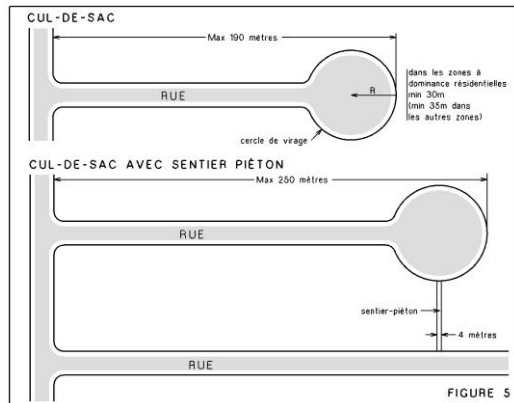 CUL-DE-SAC
Max 190 mètres
RUE
R
dans les zones à
dominance résidentielles
min 30m
(min 35m dans
les autres zones)
cercle de virage
CUL-DE-SAC AVEC SENTIER PIÉTON
Max 250 mètres
RUE
sentier-piéton
4 mètres
RUE
FIGURE 5